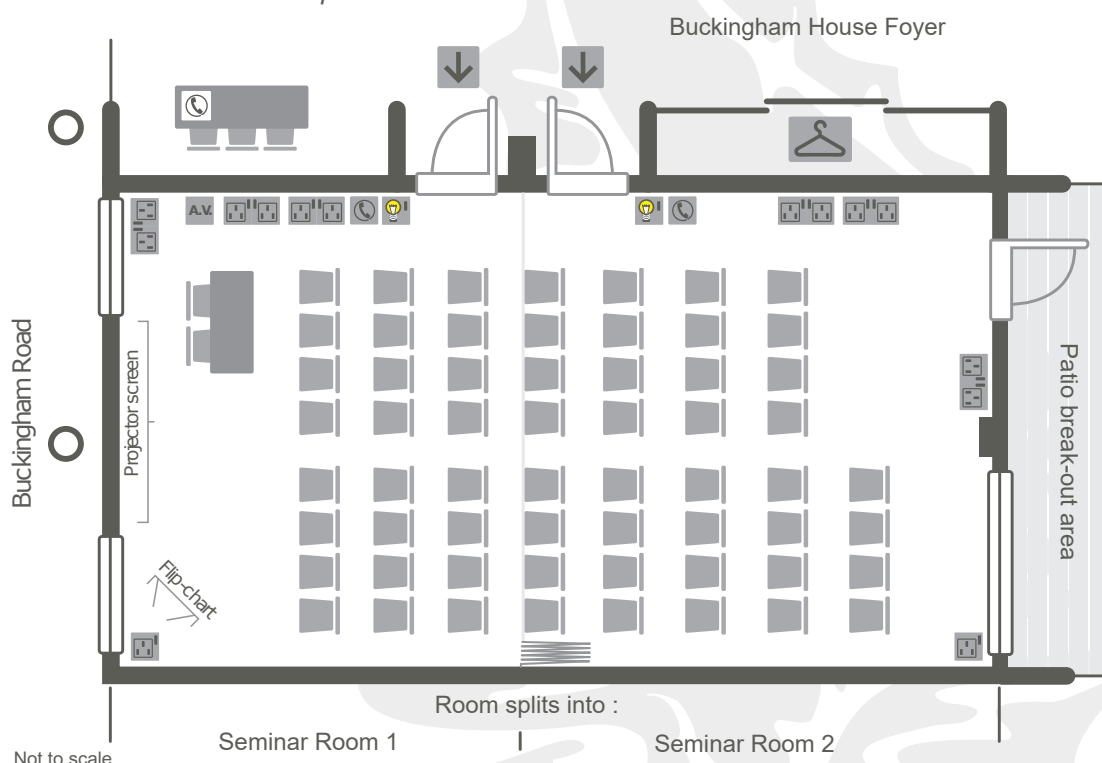 Buckingham House Foyer
A.V.
Buckingham Road
Projector screen
Flip-chart
Patio break-out area
Room splits into :
Seminar Room 1
Seminar Room 2
Not to scale